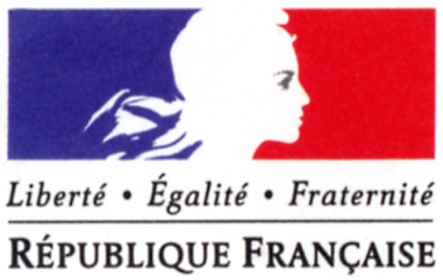 Liberté • Égalité • Fraternité
RÉPUBLIQUE FRANÇAISE